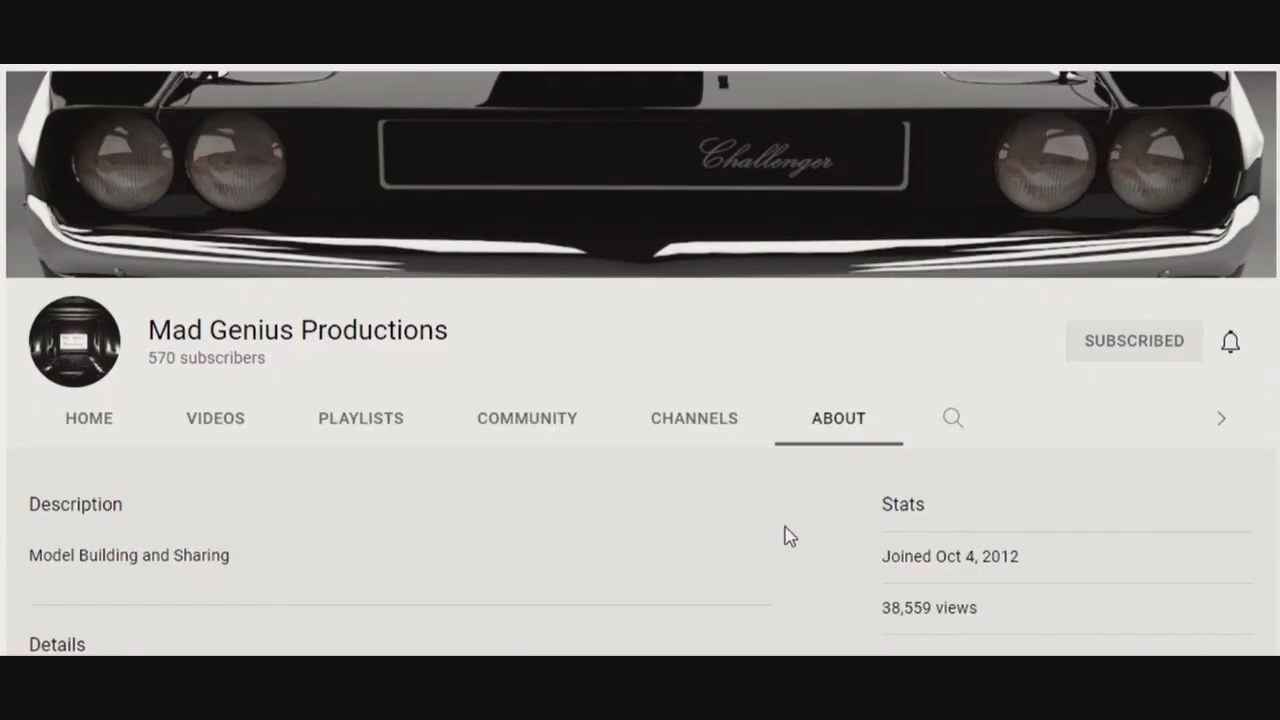 Challenger
Mad Genius Productions
570 subscribers
SUBSCRIBED
HOME VIDEOS PLAYLISTS COMMUNITY CHANNELS ABOUT
Description
Model Building and Sharing
Details
Stats
Joined Oct 4, 2012
38,559 views